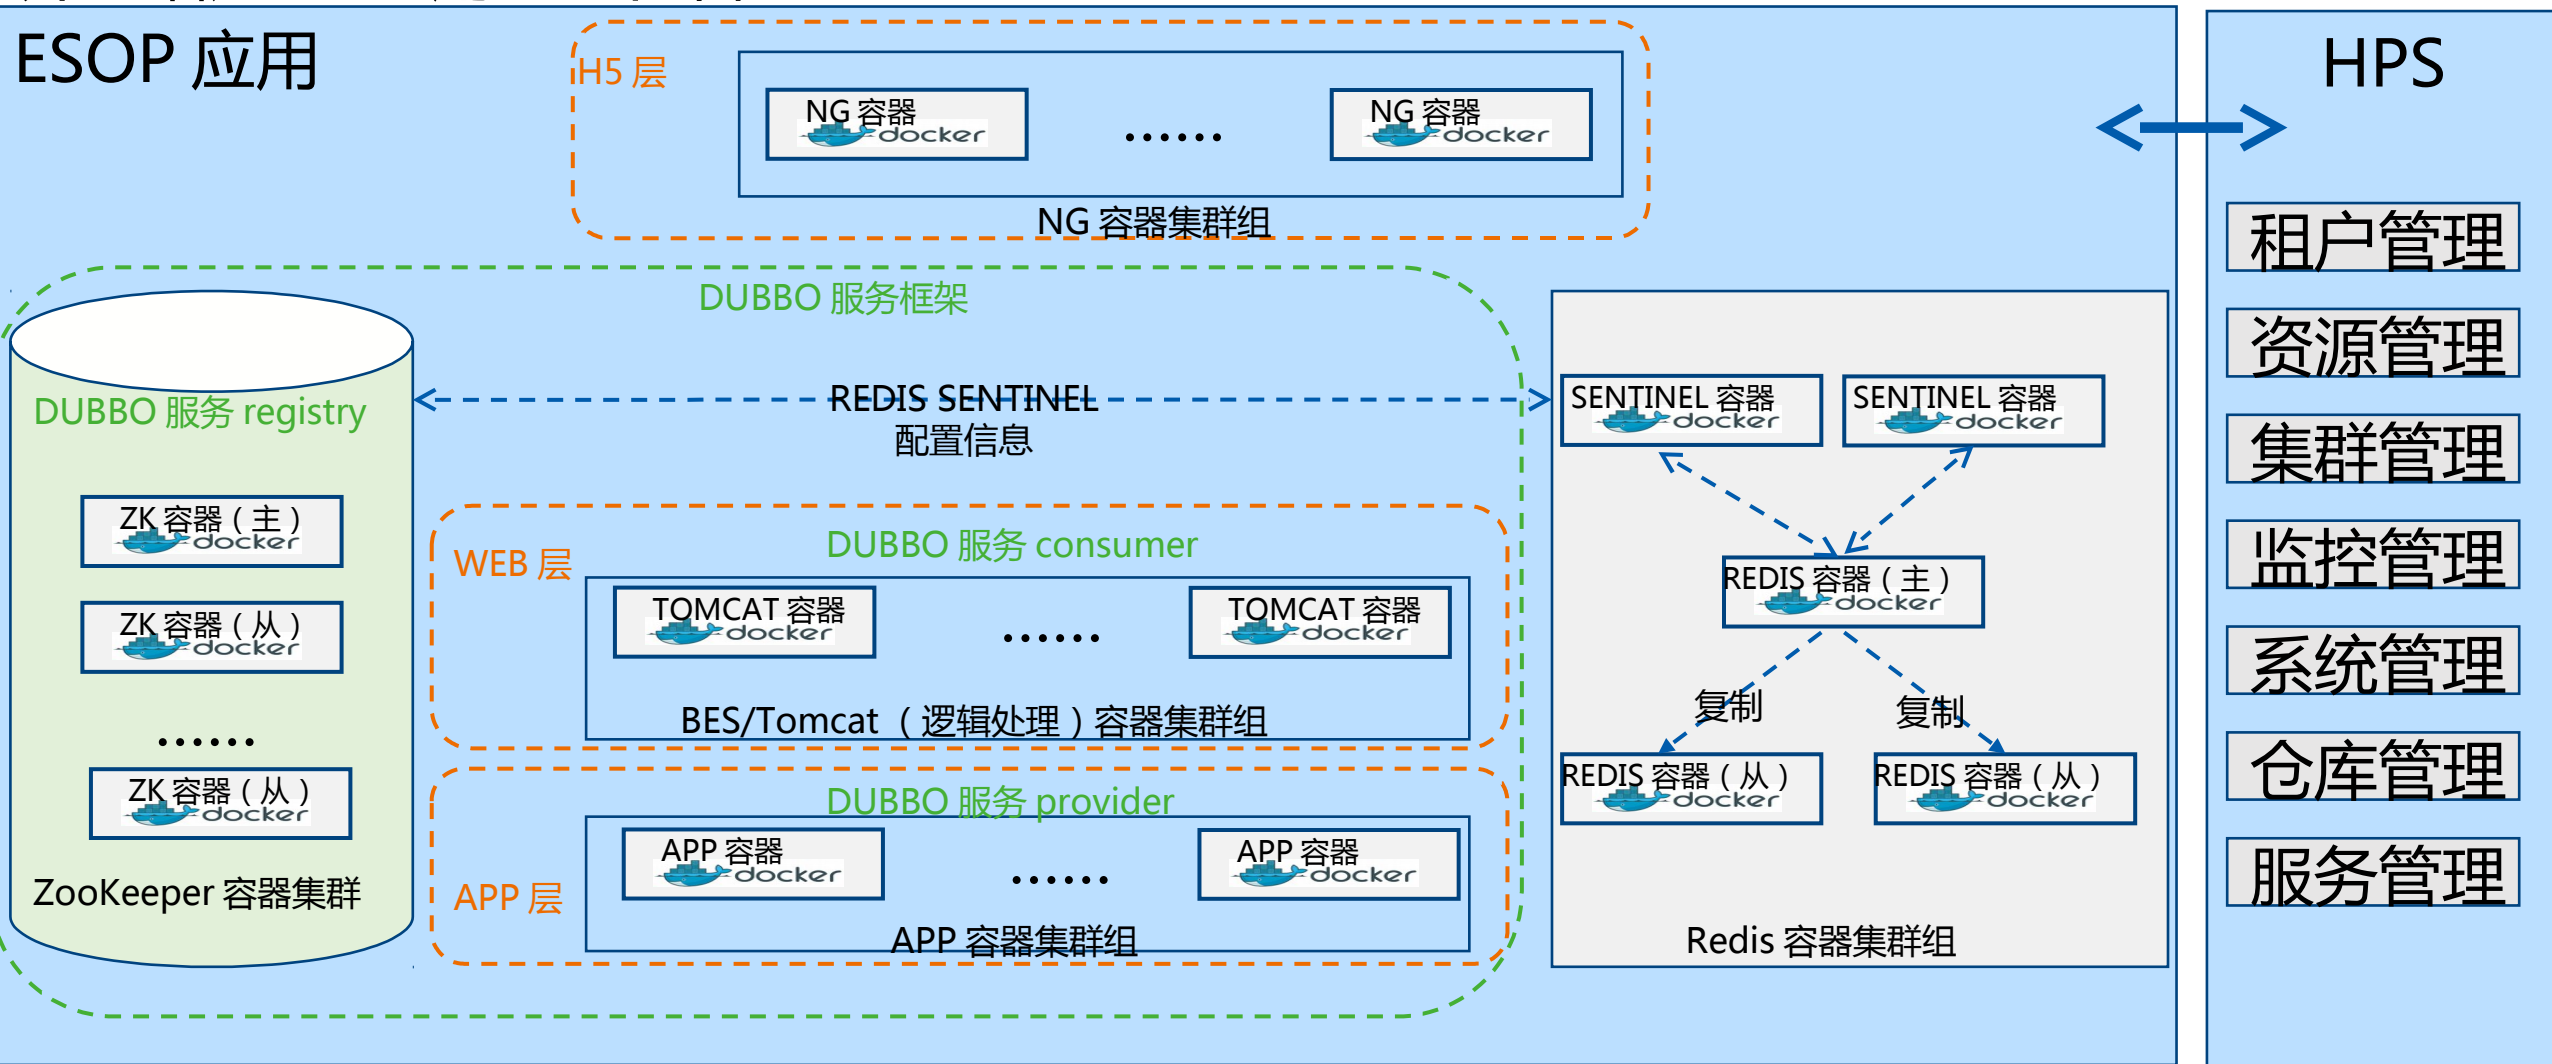 ESOP 应用
H5 层
NG 容器
docker
......
NG 容器
docker
NG 容器集群组
DUBBO 服务框架
DUBBO 服务 registry
ZK 容器（主）
docker
ZK 容器（从）
docker
......
ZK 容器（从）
docker
ZooKeeper 容器集群
REDIS SENTINEL
配置信息
WEB 层
DUBBO 服务 consumer
TOMCAT 容器
docker
......
TOMCAT 容器
docker
BES/Tomcat （逻辑处理）容器集群组
APP 层
DUBBO 服务 provider
APP 容器
docker
......
APP 容器
docker
APP 容器集群组
SENTINEL 容器
docker
SENTINEL 容器
docker
REDIS 容器（主）
docker
复制
复制
REDIS 容器（从）
docker
REDIS 容器（从）
docker
Redis 容器集群组
HPS
租户管理
资源管理
集群管理
监控管理
系统管理
仓库管理
服务管理